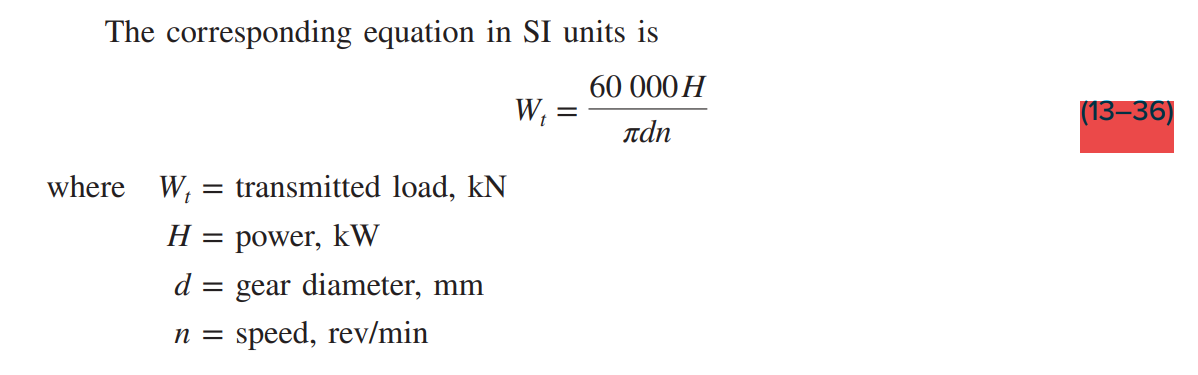 The corresponding equation in SI units is
W_t = 60 000H / πdn (13–36)
where W_t = transmitted load, kN
H = power, kW
d = gear diameter, mm
n = speed, rev/min